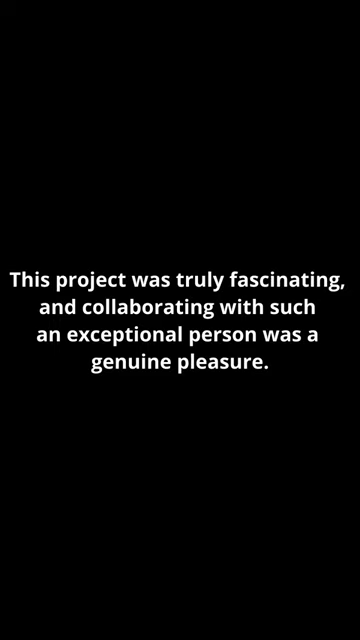 This project was truly fascinating,
and collaborating with such
an exceptional person was a
genuine pleasure.